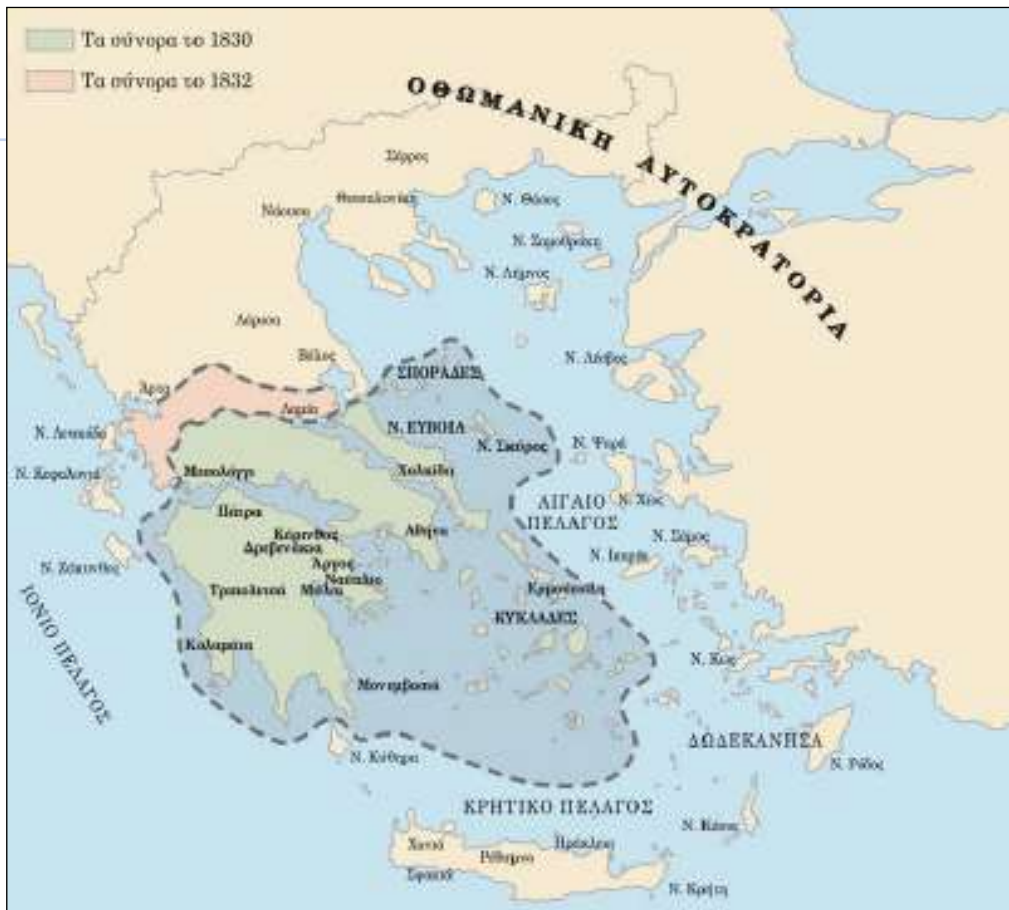 Τα σύνορα το 1830
Τα σύνορα το 1832
ΟΘΩΜΑΝΙΚΗ ΑΥΤΟΚΡΑΤΟΡΙΑ
Σέρρες
Θεσσαλονίκη
Νάουσα
Ν. Θάσος
Ν. Σαμοθράκη
Ν. Λήμνος
Λάρισα
Βόλος
Ν. Λέσβος
ΣΠΟΡΑΔΕΣ
Άρτα
Λαμία
Ν. Λευκάδα
Ν. ΕΥΒΟΙΑ
Ν. Σκύρος
Ν. Ψαρά
Ν. Κεφαλονιά
Μεσολόγγι
Χαλκίδα
Ν. Χίος
ΑΙΓΑΙΟ
ΠΕΛΑΓΟΣ
Πάτρα
Κόρινθος
Αθήνα
Δερβενάκια
Ν. Σάμος
Ν. Ικαρία
Ν. Ζάκυνθος
Άργος
Ναύπλιο
Τριπολιτσά
Μύλοι
Ερμούπολη
ΚΥΚΛΑΔΕΣ
ΙΟΝΙΟ ΠΕΛΑΓΟΣ
Καλαμάτα
Ν. Κως
Μονεμβασιά
ΔΩΔΕΚΑΝΗΣΑ
Ν. Κύθηρα
Ν. Ρόδος
ΚΡΗΤΙΚΟ ΠΕΛΑΓΟΣ
Ν. Κάσος
Χανιά
Ρέθυμνο
Ηράκλειο
Σφακιά
Ν. Κρήτη